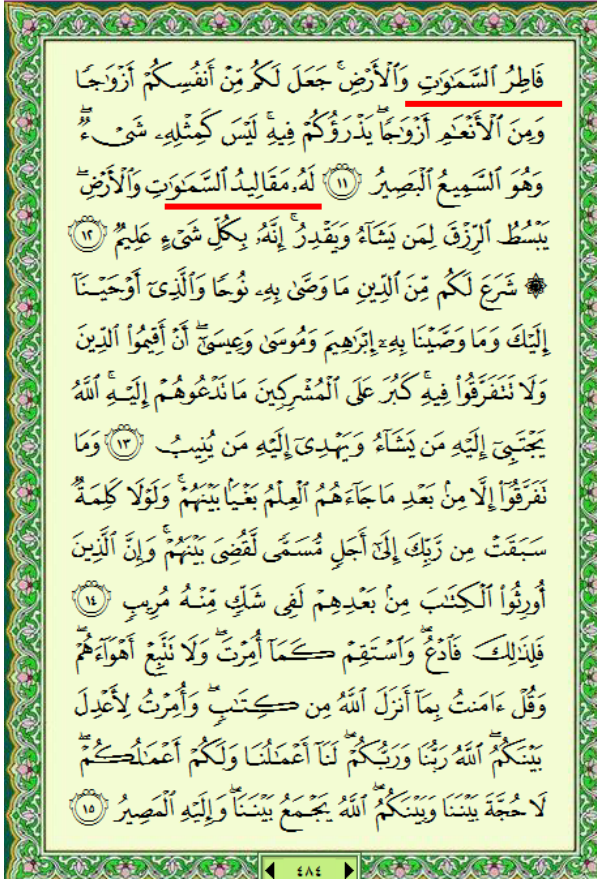 فَاطِرُ ٱلسَّمَٰوَٰتِ وَٱلْأَرْضِ ۚ جَعَلَ لَكُم مِّنْ أَنفُسِكُمْ أَزْوَٰجًا
وَمِنَ ٱلْأَنْعَٰمِ أَزْوَٰجًا ۖ يَذْرَؤُكُمْ فِيهِ ۚ لَيْسَ كَمِثْلِهِۦ شَىْءٌ ۖ
وَهُوَ ٱلسَّمِيعُ ٱلْبَصِيرُ ١١ لَهُۥ مَقَالِيدُ ٱلسَّمَٰوَٰتِ وَٱلْأَرْضِ ۖ
يَبْسُطُ ٱلرِّزْقَ لِمَن يَشَآءُ وَيَقْدِرُ ۚ إِنَّهُۥ بِكُلِّ شَىْءٍ عَلِيمٌ ١٢
۞ شَرَعَ لَكُم مِّنَ ٱلدِّينِ مَا وَصَّىٰ بِهِۦ نُوحًا وَٱلَّذِىٓ أَوْحَيْنَآ
إِلَيْكَ وَمَا وَصَّيْنَا بِهِۦٓ إِبْرَٰهِيمَ وَمُوسَىٰ وَعِيسَىٰٓ ۖ أَنْ أَقِيمُوا۟ ٱلدِّينَ
وَلَا تَتَفَرَّقُوا۟ فِيهِ ۚ كَبُرَ عَلَى ٱلْمُشْرِكِينَ مَا تَدْعُوهُمْ إِلَيْهِ ۚ ٱللَّهُ
يَجْتَبِىٓ إِلَيْهِ مَن يَشَآءُ وَيَهْدِىٓ إِلَيْهِ مَن يُنِيبُ ١٣ وَمَا
تَفَرَّقُوٓا۟ إِلَّا مِنۢ بَعْدِ مَا جَآءَهُمُ ٱلْعِلْمُ بَغْيًۢا بَيْنَهُمْ ۚ وَلَوْلَا كَلِمَةٌ
سَبَقَتْ مِن رَّبِّكَ إِلَىٰٓ أَجَلٍ مُّسَمًّى لَّقُضِىَ بَيْنَهُمْ ۚ وَإِنَّ ٱلَّذِينَ
أُورِثُوا۟ ٱلْكِتَٰبَ مِنۢ بَعْدِهِمْ لَفِى شَكٍّ مِّنْهُ مُرِيبٍ ١٤
فَلِذَٰلِكَ فَٱدْعُ ۖ وَٱسْتَقِمْ كَمَآ أُمِرْتَ ۖ وَلَا تَتَّبِعْ أَهْوَآءَهُمْ ۖ
وَقُلْ ءَامَنتُ بِمَآ أَنزَلَ ٱللَّهُ مِن كِتَٰبٍ ۖ وَأُمِرْتُ لِأَعْدِلَ
بَيْنَكُمُ ۖ ٱللَّهُ رَبُّنَا وَرَبُّكُمْ ۖ لَنَآ أَعْمَٰلُنَا وَلَكُمْ أَعْمَٰلُكُمْ ۖ
لَا حُجَّةَ بَيْنَنَا وَبَيْنَكُمُ ۖ ٱللَّهُ يَجْمَعُ بَيْنَنَا ۖ وَإِلَيْهِ ٱلْمَصِيرُ ١٥
٤٨٤